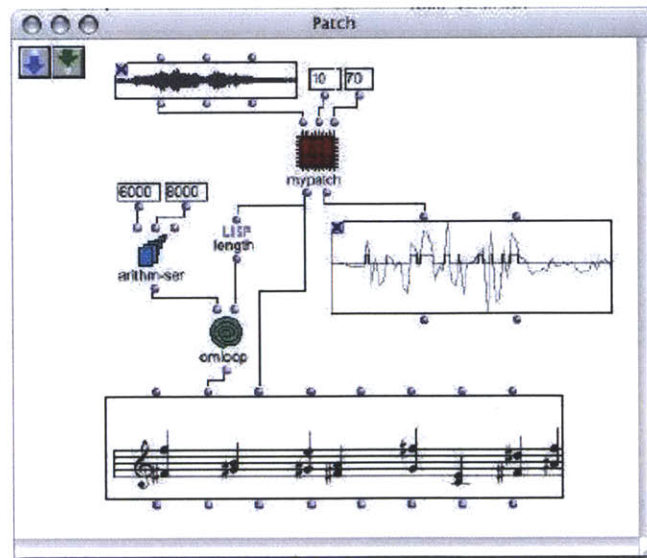 Patch
10 70
mypatch
6000 8000
LISP
length
arithm-ser
omloop